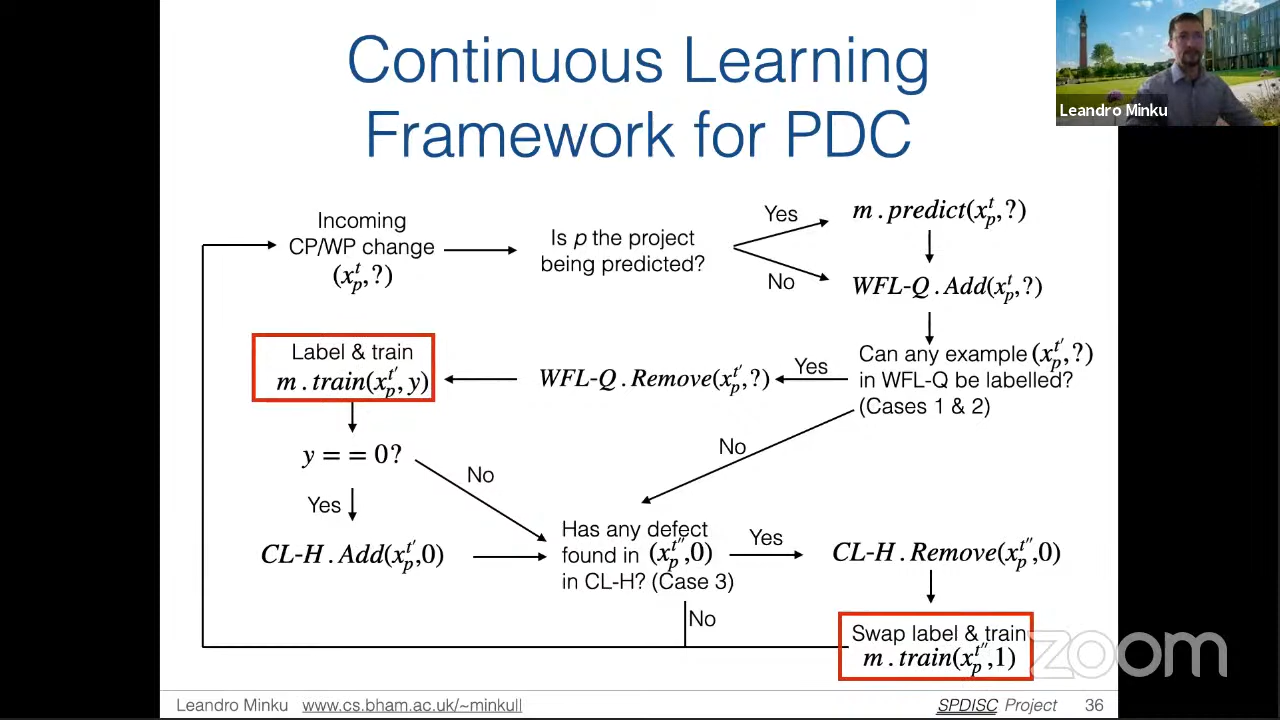 Continuous Learning
Framework for PDC
Leandro Minku
Incoming
CP/WP change
(x_p^t,?)
Is p the project
being predicted?
Yes
No
m . predict(x_p^t,?)
WFL-Q . Add(x_p^t,?)
Can any example (x_p^{t'},?)
in WFL-Q be labelled?
(Cases 1 & 2)
Yes
WFL-Q . Remove(x_p^{t'},?)
Label & train
m . train(x_p^{t'}, y)
No
y = = 0?
No
Yes
CL-H . Add(x_p^{t'},0)
Has any defect
found in (x_p^{t''},0)
in CL-H? (Case 3)
Yes
CL-H . Remove(x_p^{t''},0)
No
Swap label & train
m . train(x_p^{t''},1)
zoom
Leandro Minku www.cs.bham.ac.uk/~minkull
SPDISC Project 36